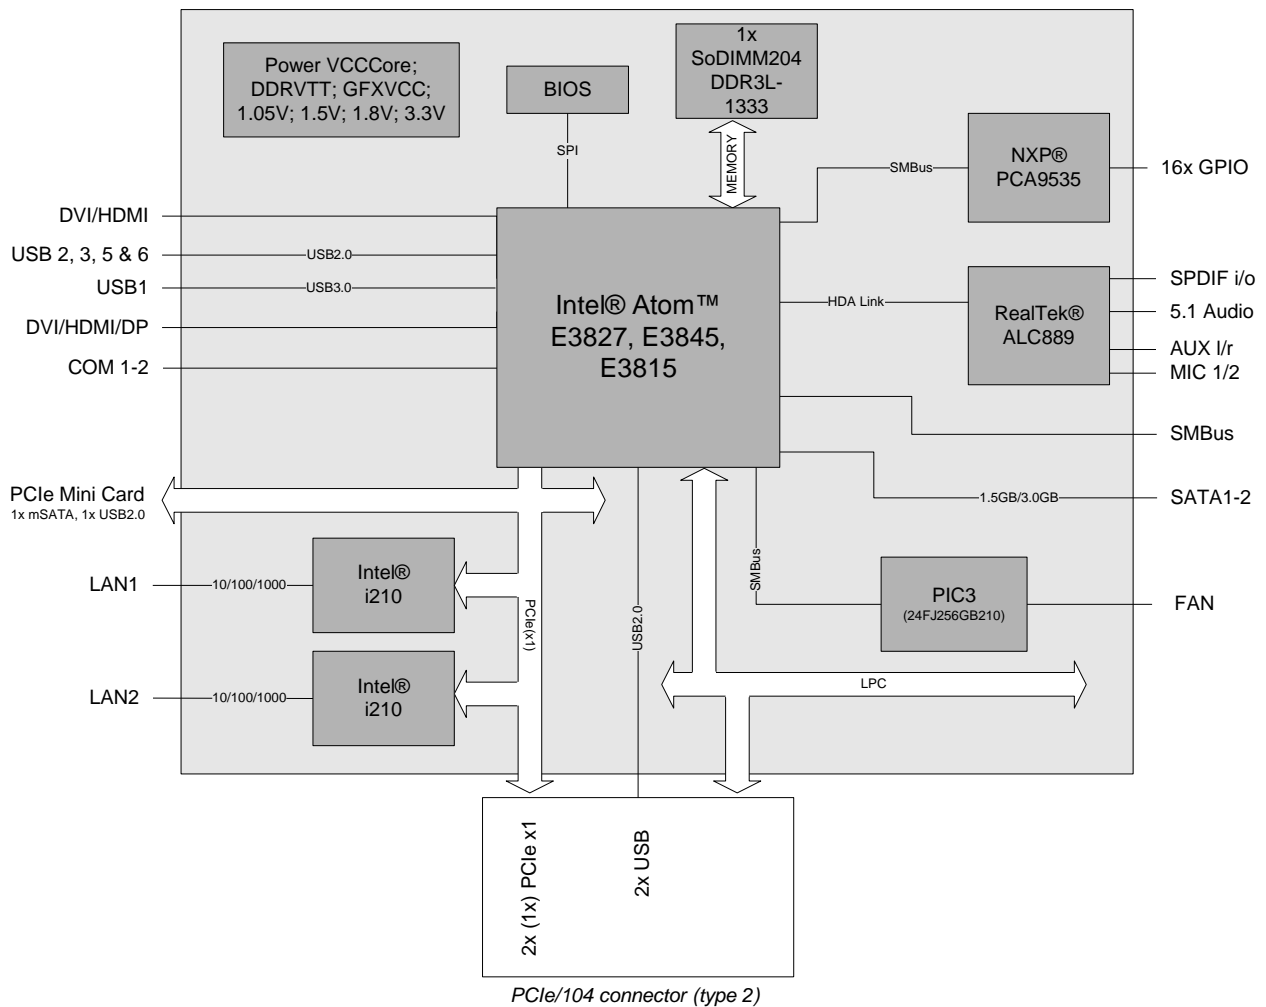 Power VCCCore;
DDRVTT; GFXVCC;
1.05V; 1.5V; 1.8V; 3.3V
BIOS
1x
SoDIMM204
DDR3L-
1333
SPI
MEMORY
SMBus
NXP®
PCA9535
16x GPIO
DVI/HDMI
USB 2, 3, 5 & 6
USB2.0
USB1
USB3.0
DVI/HDMI/DP
COM 1-2
Intel® Atom™
E3827, E3845,
E3815
HDA Link
RealTek®
ALC889
SPDIF i/o
5.1 Audio
AUX l/r
MIC 1/2
SMBus
1.5GB/3.0GB
SATA1-2
PCIe Mini Card
1x mSATA, 1x USB2.0
LAN1
10/100/1000
Intel®
i210
PCIe(x1)
USB2.0
SMBus
PIC3
(24FJ256GB210)
FAN
LAN2
10/100/1000
Intel®
i210
LPC
2x (1x) PCIe x1
2x USB
PCIe/104 connector (type 2)